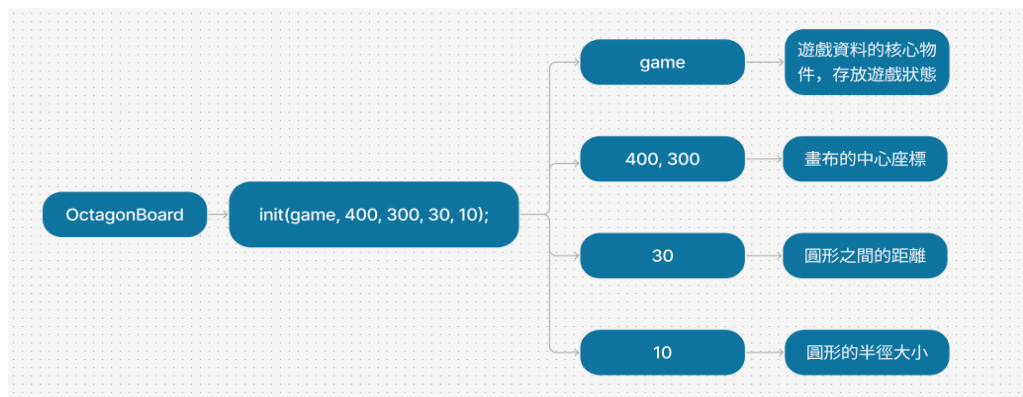 OctagonBoard
init(game, 400, 300, 30, 10);
game
遊戲資料的核心物
件，存放遊戲狀態
400, 300
畫布的中心座標
30
圓形之間的距離
10
圓形的半徑大小